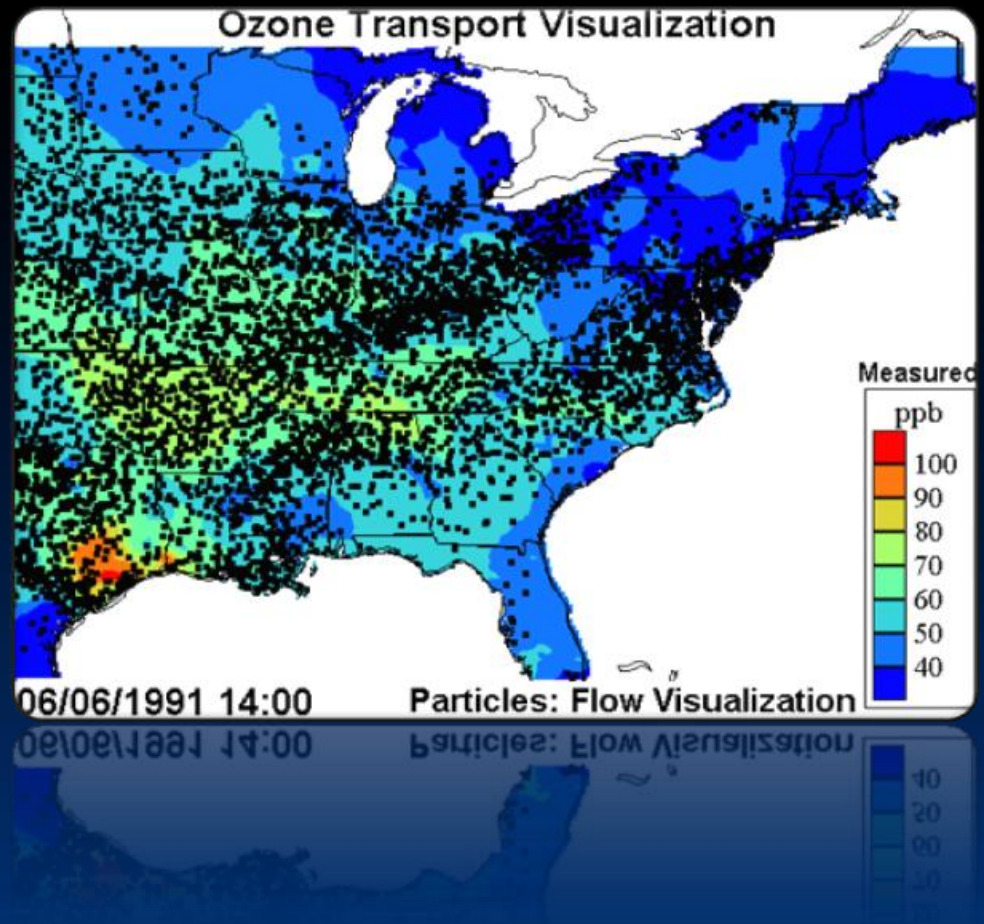 Ozone Transport Visualization
Measured
ppb
100
90
80
70
60
50
40
06/06/1991 14:00
Particles: Flow Visualization